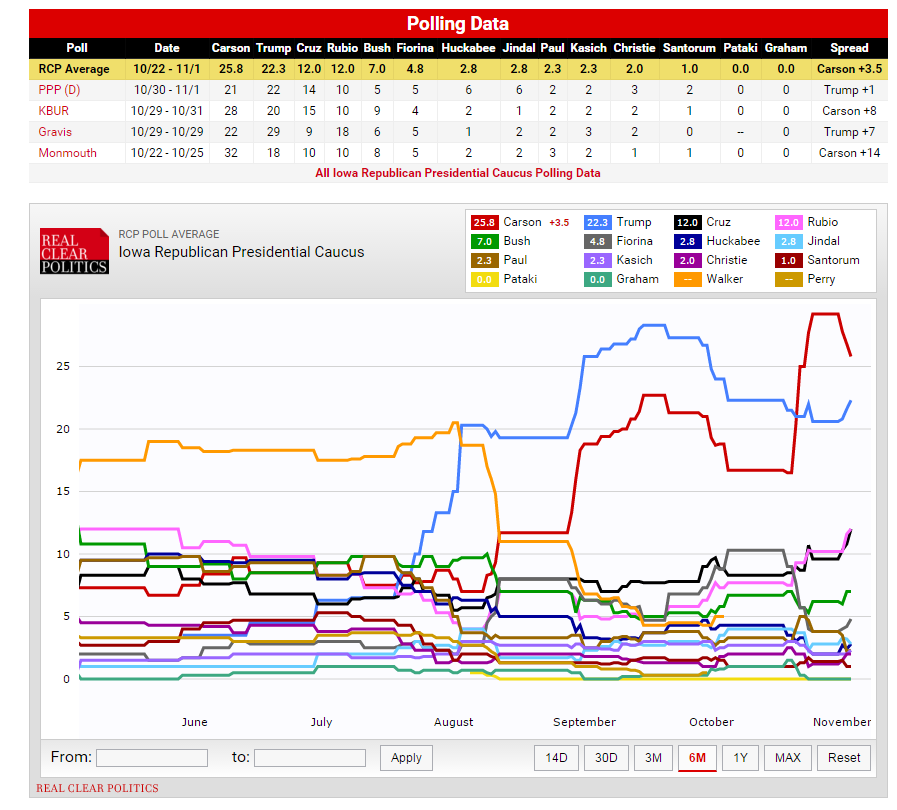 Polling Data
Poll Date Carson Trump Cruz Rubio Bush Fiorina Huckabee Jindal Paul Kasich Christie Santorum Pataki Graham Spread
RCP Average 10/22 - 11/1 25.8 22.3 12.0 12.0 7.0 4.8 2.8 2.8 2.3 2.3 2.0 1.0 0.0 0.0 Carson +3.5
PPP (D) 10/30 - 11/1 21 22 14 10 5 5 6 6 2 2 3 2 0 0 Trump +1
KBUR 10/29 - 10/31 28 20 15 10 9 4 2 1 2 2 2 1 0 0 Carson +8
Gravis 10/29 - 10/29 22 29 9 18 6 5 1 2 2 3 2 0 -- 0 Trump +7
Monmouth 10/22 - 10/25 32 18 10 10 8 5 2 2 3 2 1 1 0 0 Carson +14
All Iowa Republican Presidential Caucus Polling Data
REAL
CLEAR
POLITICS
RCP POLL AVERAGE
Iowa Republican Presidential Caucus
25.8 Carson +3.5 22.3 Trump 12.0 Cruz 12.0 Rubio
7.0 Bush 4.8 Fiorina 2.8 Huckabee 2.8 Jindal
2.3 Paul 2.3 Kasich 2.0 Christie 1.0 Santorum
0.0 Pataki 0.0 Graham -- Walker -- Perry
25
20
15
10
5
0
June July August September October November
From: to: Apply 14D 30D 3M 6M 1Y MAX Reset
REAL CLEAR POLITICS